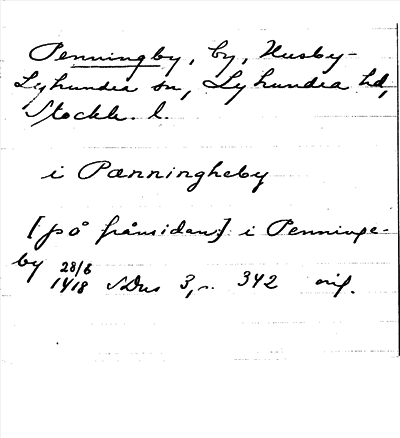 Penningby, by, Husby-
Lyhundra sn, Lyhundra hd,
Stockh. l.
i Pænningheby
[på frånsidan:] i Penninge-
by 28/6
1418 SDns 3, s. 342 orig.